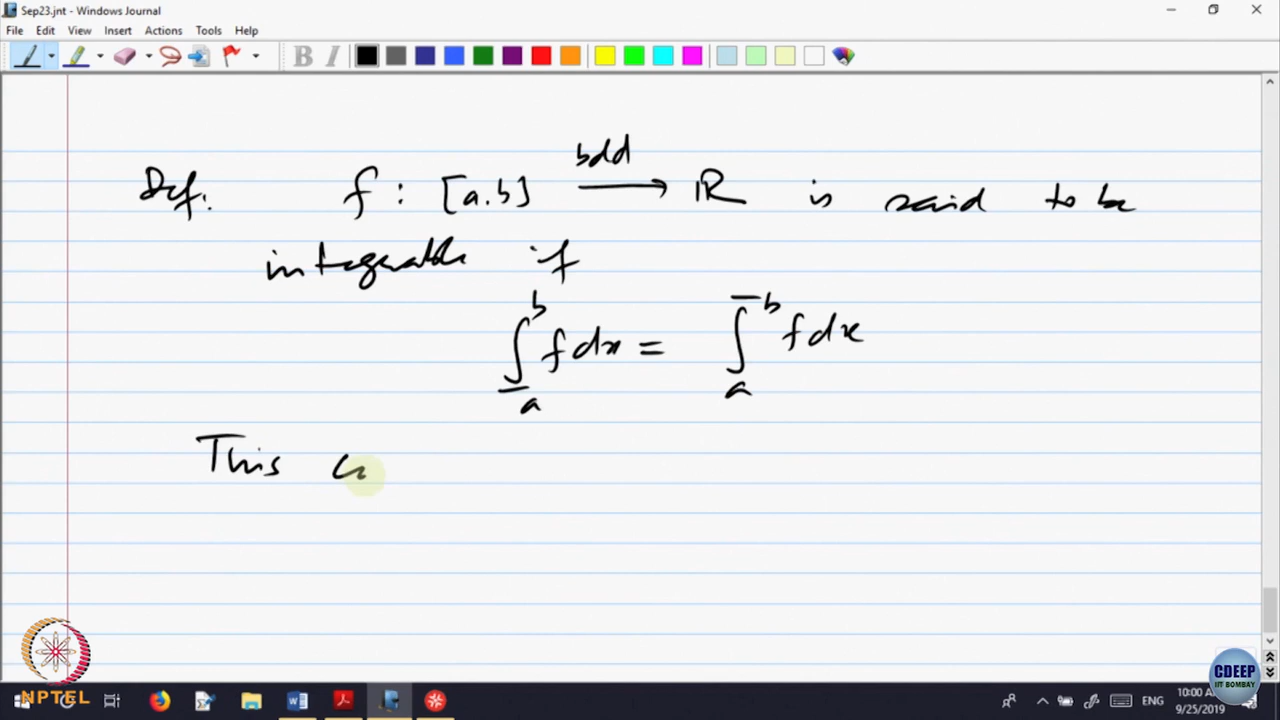 Sep23.jnt - Windows Journal
File Edit View Insert Actions Tools Help
B I
Def: f : [a.b] bdd → ℝ is said to be
integrable if
∫_a^b f dx = ∫_a^b f dx
This
NPTEL
CDEEP
IIT BOMBAY
ENG
10:00 A
9/25/2019